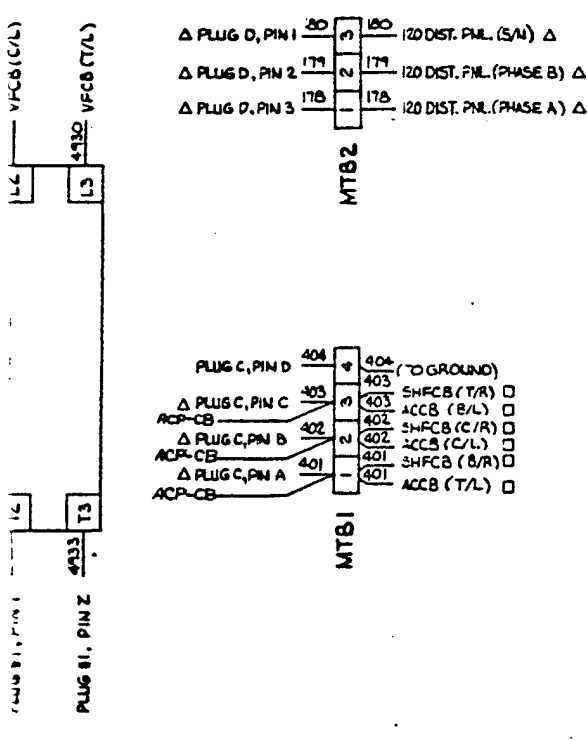 VFCB (C/L)
4930 VFCB (T/L)
L3
T3
4933
PLUG #1, PIN 2
△ PLUG D, PIN 1 180 3 180 120 DIST. PNL. (S/N) △
△ PLUG D, PIN 2 179 2 179 120 DIST. PNL. (PHASE B) △
△ PLUG D, PIN 3 178 1 178 120 DIST. PNL. (PHASE A) △
MTB2
PLUG C, PIN D 404 4 404 (TO GROUND)
△ PLUG C, PIN C 403 3 403 SHFCB (T/R) □
ACP-CB 403 ACCB (B/L) □
△ PLUG C, PIN B 402 2 402 SHFCB (C/R) □
ACP-CB 402 ACCB (C/L) □
△ PLUG C, PIN A 401 1 401 SHFCB (B/R) □
ACP-CB 401 ACCB (T/L) □
MTB1